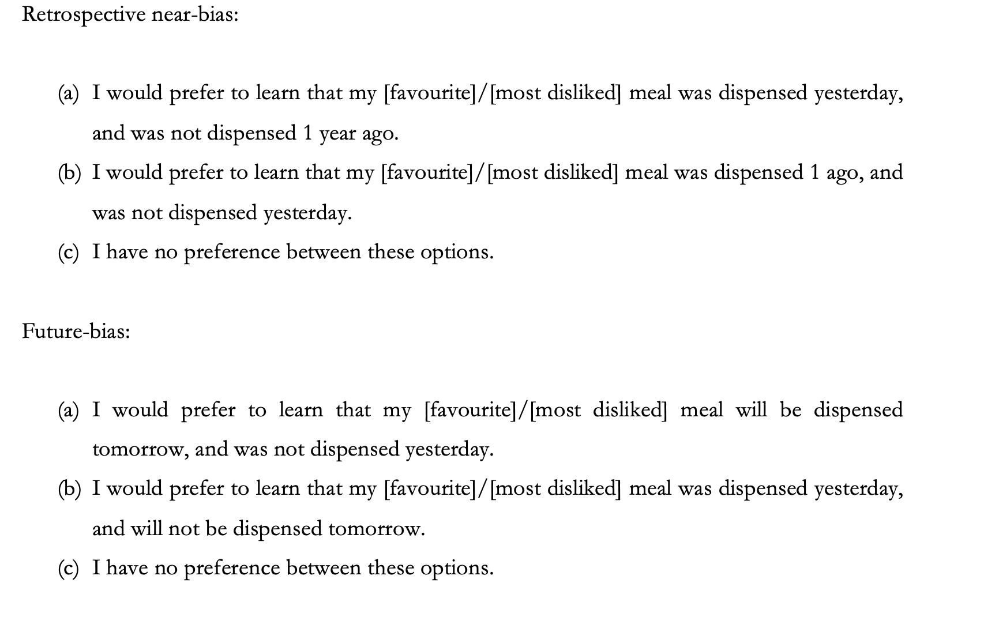 Retrospective near-bias:
(a) I would prefer to learn that my [favourite]/[most disliked] meal was dispensed yesterday,
and was not dispensed 1 year ago.
(b) I would prefer to learn that my [favourite]/[most disliked] meal was dispensed 1 ago, and
was not dispensed yesterday.
(c) I have no preference between these options.
Future-bias:
(a) I would prefer to learn that my [favourite]/[most disliked] meal will be dispensed
tomorrow, and was not dispensed yesterday.
(b) I would prefer to learn that my [favourite]/[most disliked] meal was dispensed yesterday,
and will not be dispensed tomorrow.
(c) I have no preference between these options.